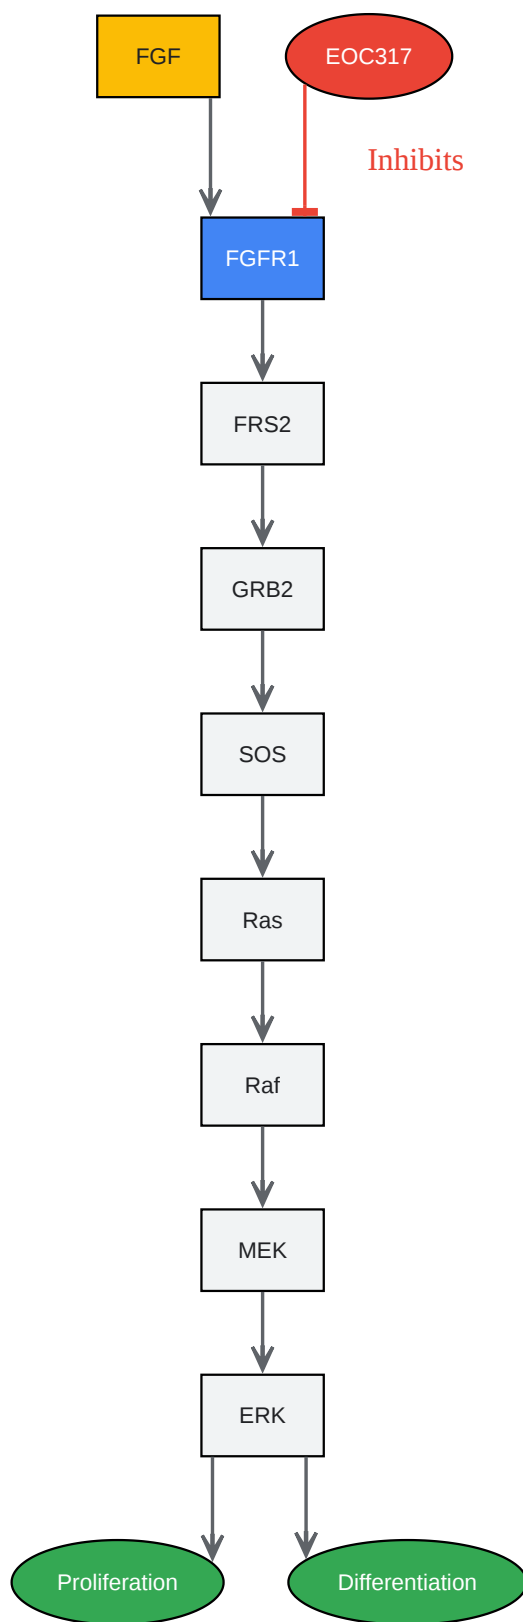 FGF
EOC317
Inhibits
FGFR1
FRS2
GRB2
SOS
Ras
Raf
MEK
ERK
Proliferation
Differentiation